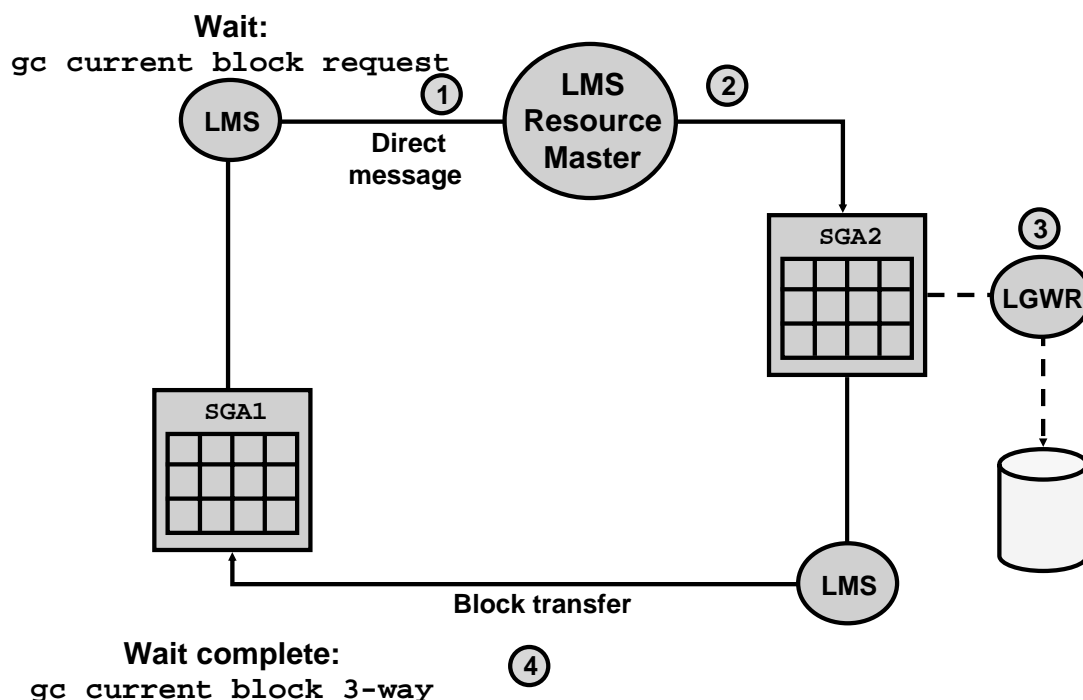 Wait:
gc current block request
LMS
1
Direct
message
LMS
Resource
Master
2
SGA2
3
LGWR
SGA1
LMS
Block transfer
Wait complete:
gc current block 3-way
4